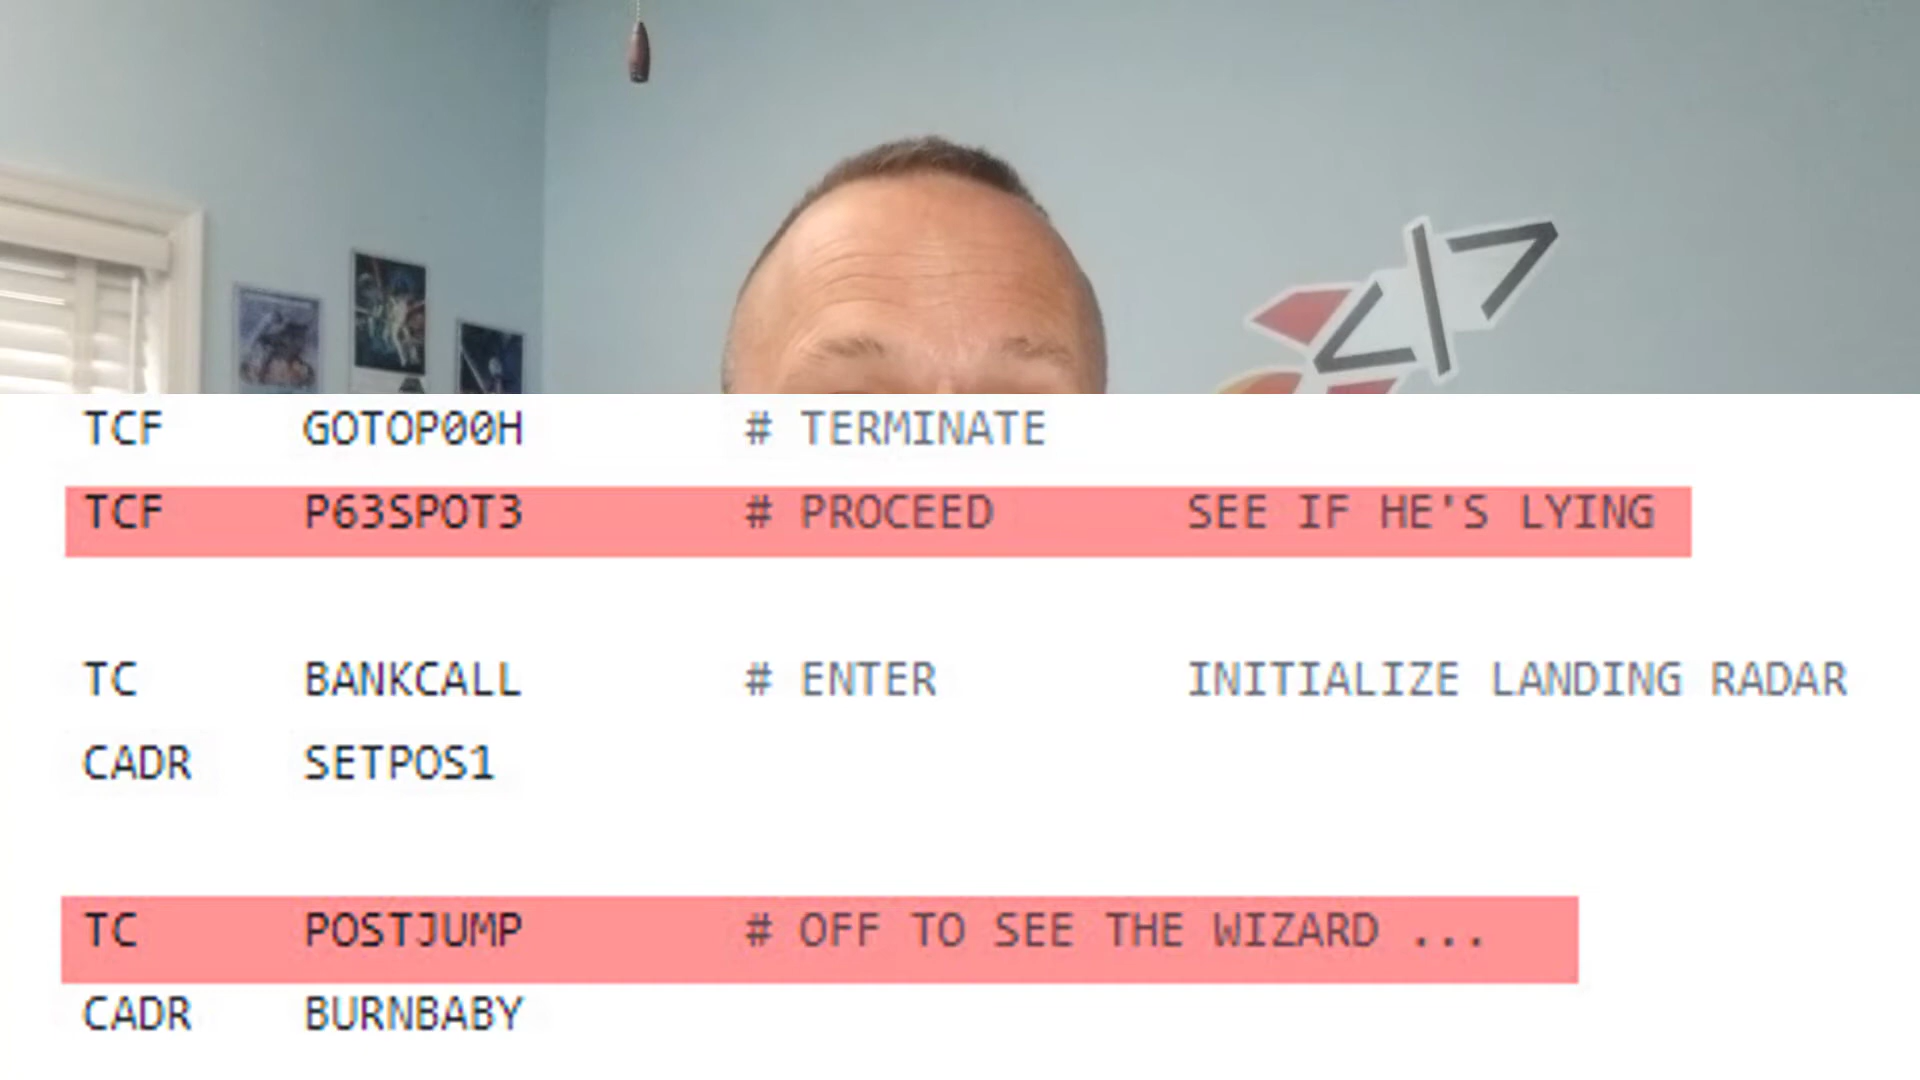 TCF GOTOP00H # TERMINATE
TCF P63SPOT3 # PROCEED SEE IF HE'S LYING
TC BANKCALL # ENTER INITIALIZE LANDING RADAR
CADR SETPOS1
TC POSTJUMP # OFF TO SEE THE WIZARD ...
CADR BURNBABY